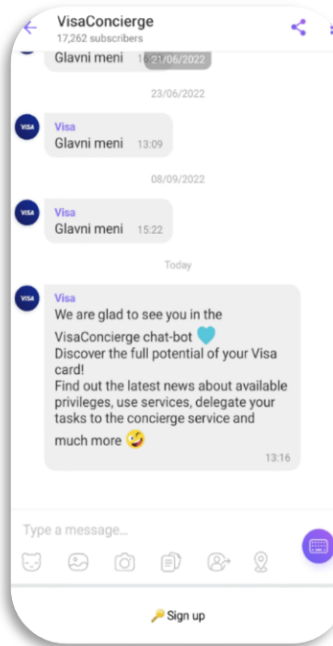 VisaConcierge
17,262 subscribers
Glavni meni
21/06/2022
23/06/2022
VISA
Visa
Glavni meni 13:09
08/09/2022
VISA
Visa
Glavni meni 15:22
Today
VISA
Visa
We are glad to see you in the
VisaConcierge chat-bot 🩵
Discover the full potential of your Visa
card!
Find out the latest news about available
privileges, use services, delegate your
tasks to the concierge service and
much more 🤪
13:16
Type a message...
🔑 Sign up